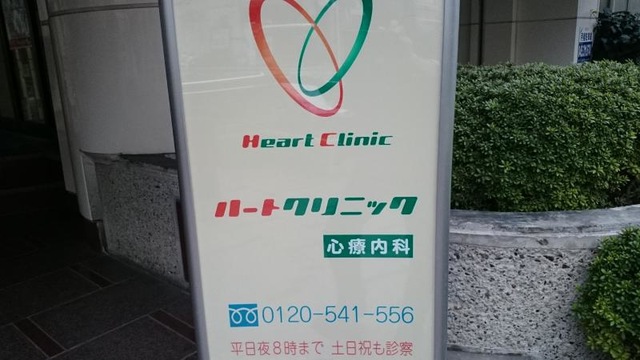 Heart Clinic
ハートクリニック
心療内科
0120-541-556
平日夜8時まで 土日祝も診察